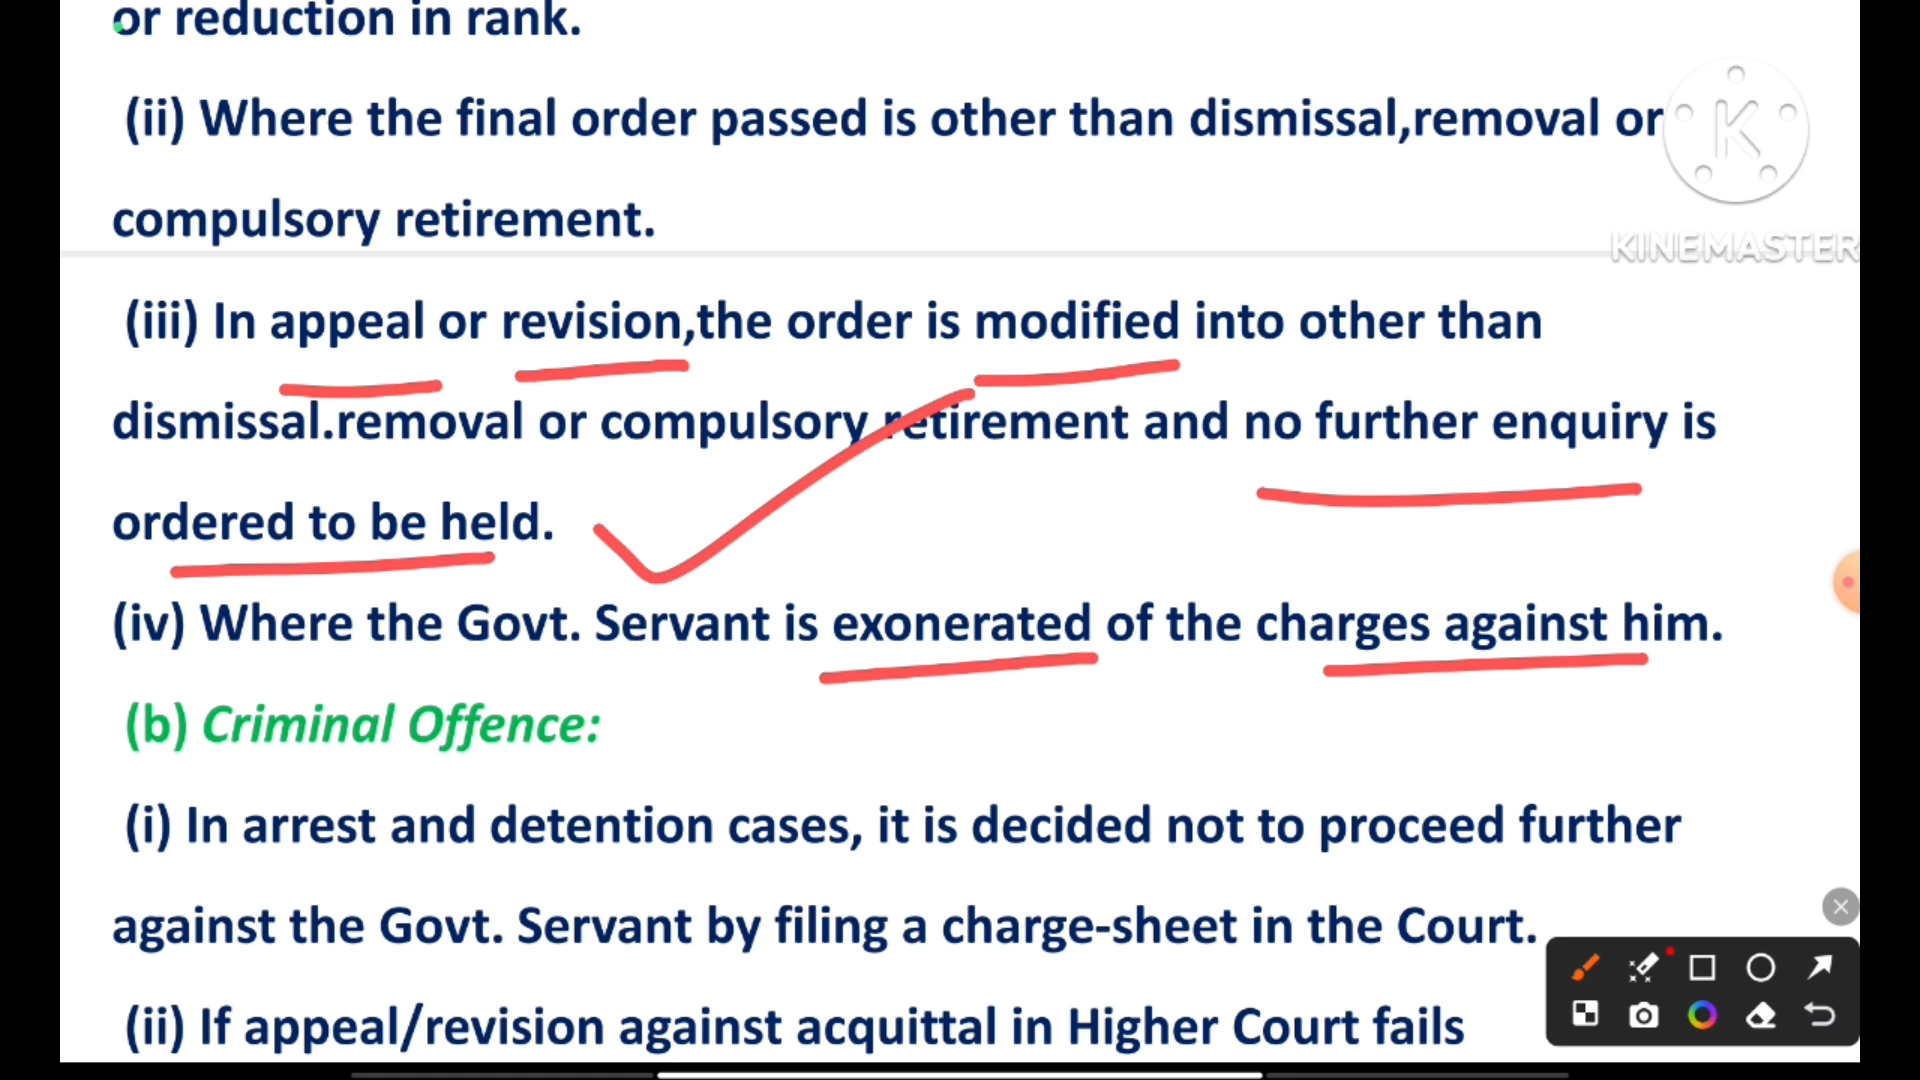 or reduction in rank.
(ii) Where the final order passed is other than dismissal,removal or
compulsory retirement.
KINEMASTER
(iii) In appeal or revision,the order is modified into other than
dismissal.removal or compulsory retirement and no further enquiry is
ordered to be held.
(iv) Where the Govt. Servant is exonerated of the charges against him.
(b) Criminal Offence:
(i) In arrest and detention cases, it is decided not to proceed further
against the Govt. Servant by filing a charge-sheet in the Court.
(ii) If appeal/revision against acquittal in Higher Court fails